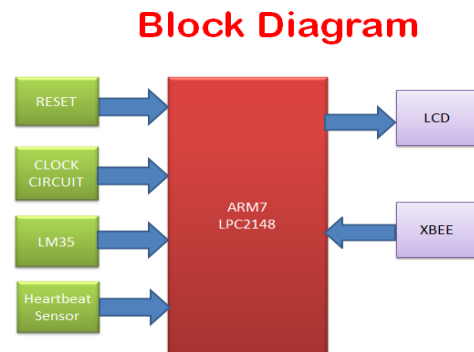 Block Diagram
RESET
CLOCK
CIRCUIT
LM35
Heartbeat
Sensor
ARM7
LPC2148
LCD
XBEE